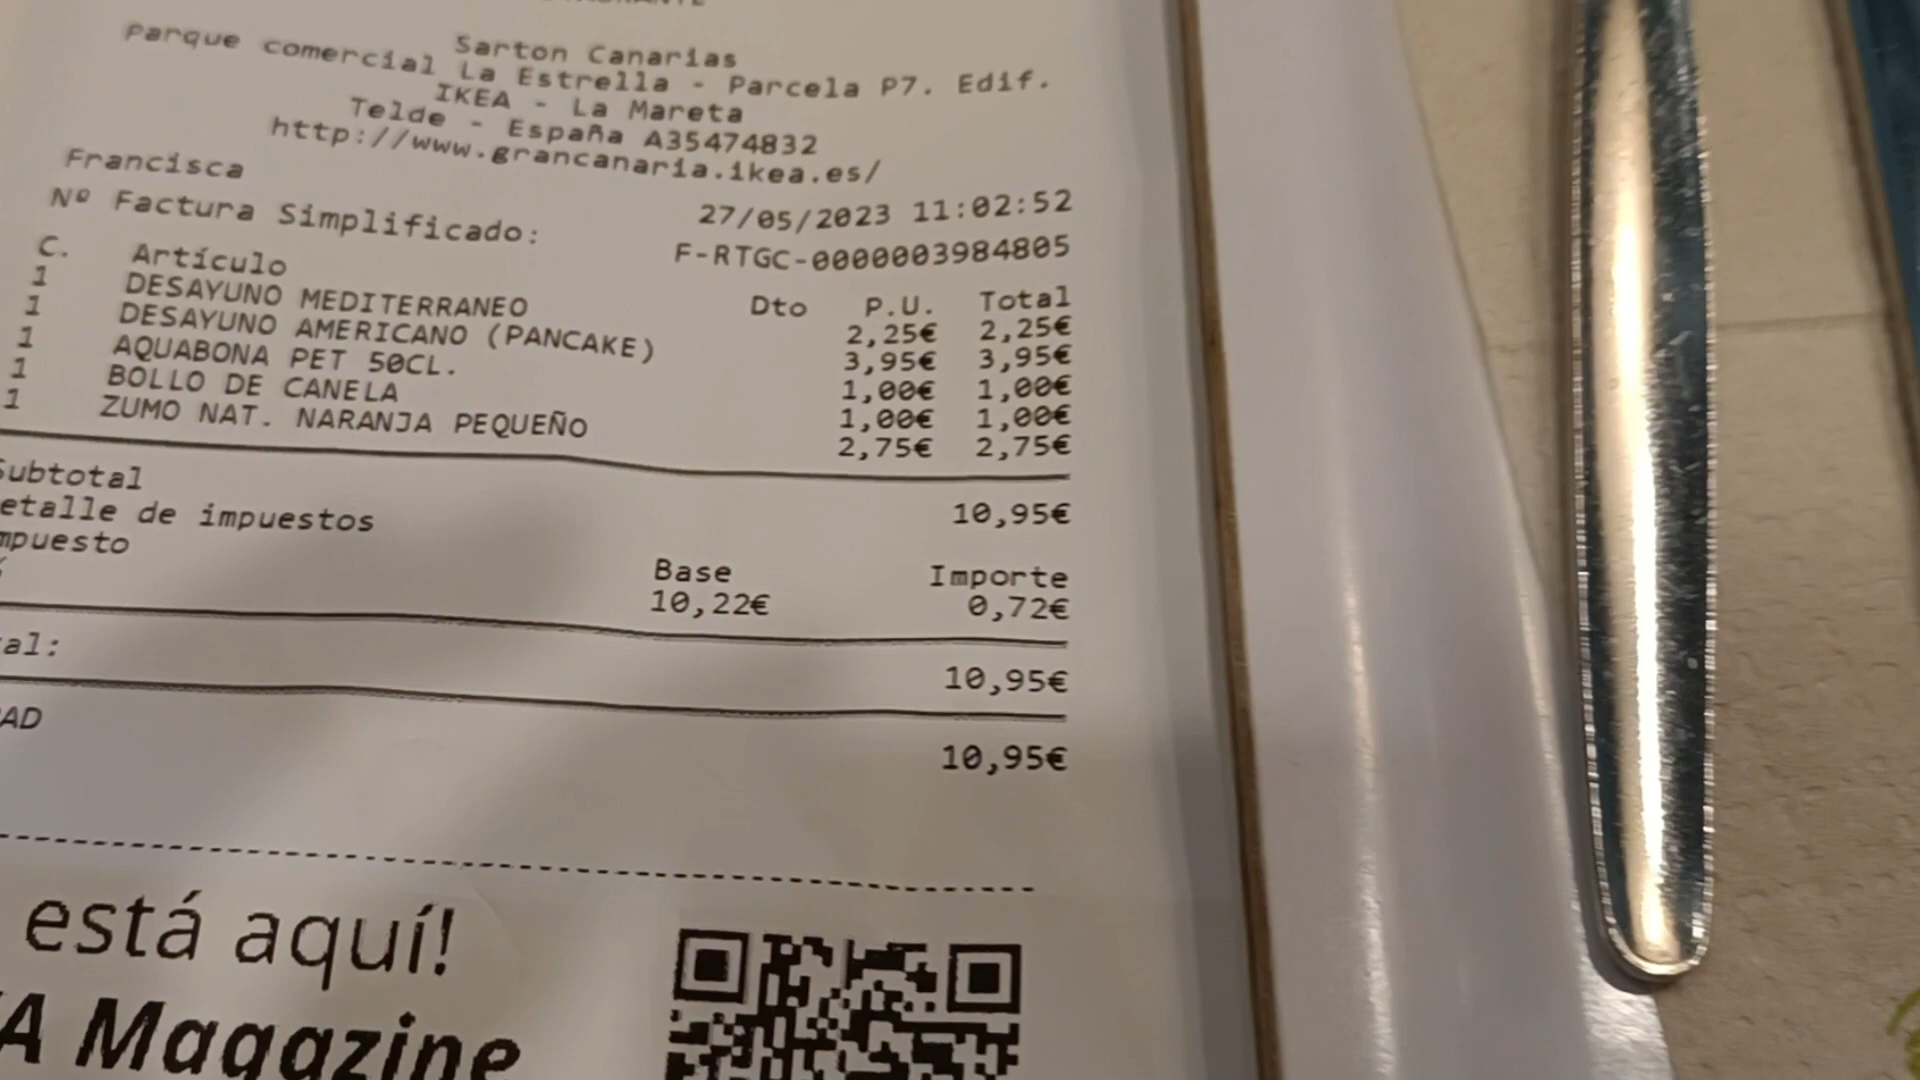 Sarton Canarias
Parque comercial La Estrella - Parcela P7. Edif.
IKEA - La Mareta
Telde - España A35474832
http://www.grancanaria.ikea.es/
Francisca
27/05/2023 11:02:52
Nº Factura Simplificado: F-RTGC-0000003984805
C. Artículo Dto P.U. Total
1 DESAYUNO MEDITERRANEO 2,25€ 2,25€
1 DESAYUNO AMERICANO (PANCAKE) 3,95€ 3,95€
1 AQUABONA PET 50CL. 1,00€ 1,00€
1 BOLLO DE CANELA 1,00€ 1,00€
1 ZUMO NAT. NARANJA PEQUEÑO 2,75€ 2,75€
Subtotal 10,95€
etalle de impuestos
mpuesto Base Importe
10,22€ 0,72€
al: 10,95€
AD 10,95€
está aquí!
A Magazine